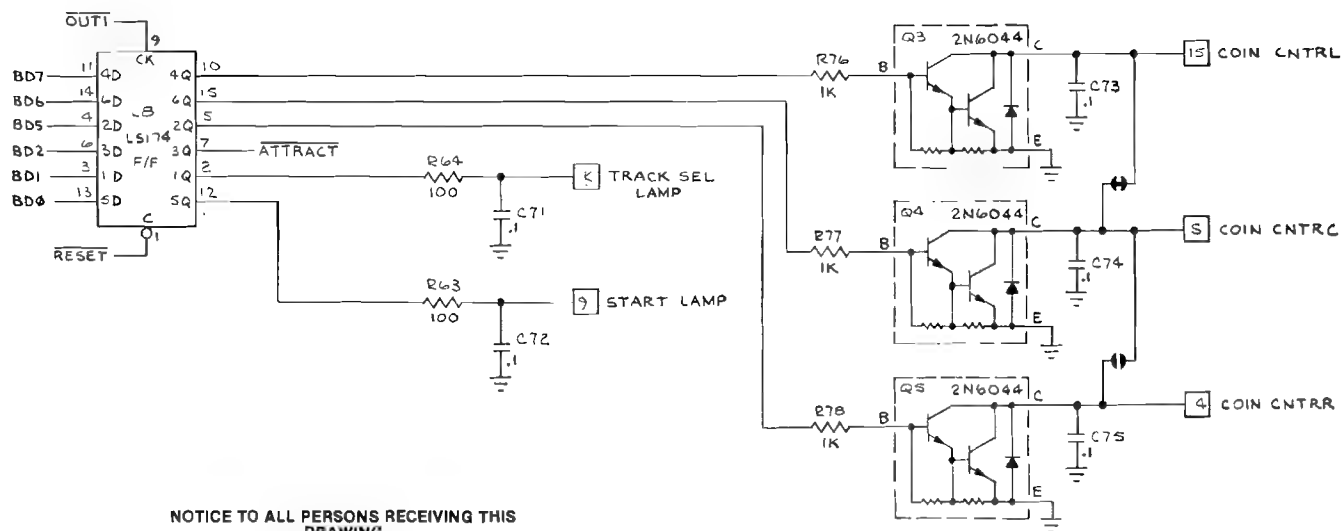 OUT1
9
CK
BD7 11 4D 4Q 10
BD6 14 6D 6Q 15
BD5 4 2D L8 2Q 5
BD2 6 3D LS174 3Q 7 ATTRACT
BD1 3 1D F/F 1Q 2
BDØ 13 5D 5Q 12
C
1
RESET
R64
100
K TRACK SEL
LAMP
C71
.1
R63
100
9 START LAMP
C72
.1
Q3 2N6044
R76
1K
B
C
E
C73
.1
15 COIN CNTRL
Q4 2N6044
R77
1K
B
C
E
C74
.1
S COIN CNTRC
Q5 2N6044
R78
1K
B
C
E
C75
.1
4 COIN CNTRR
NOTICE TO ALL PERSONS RECEIVING THIS
DRAWING